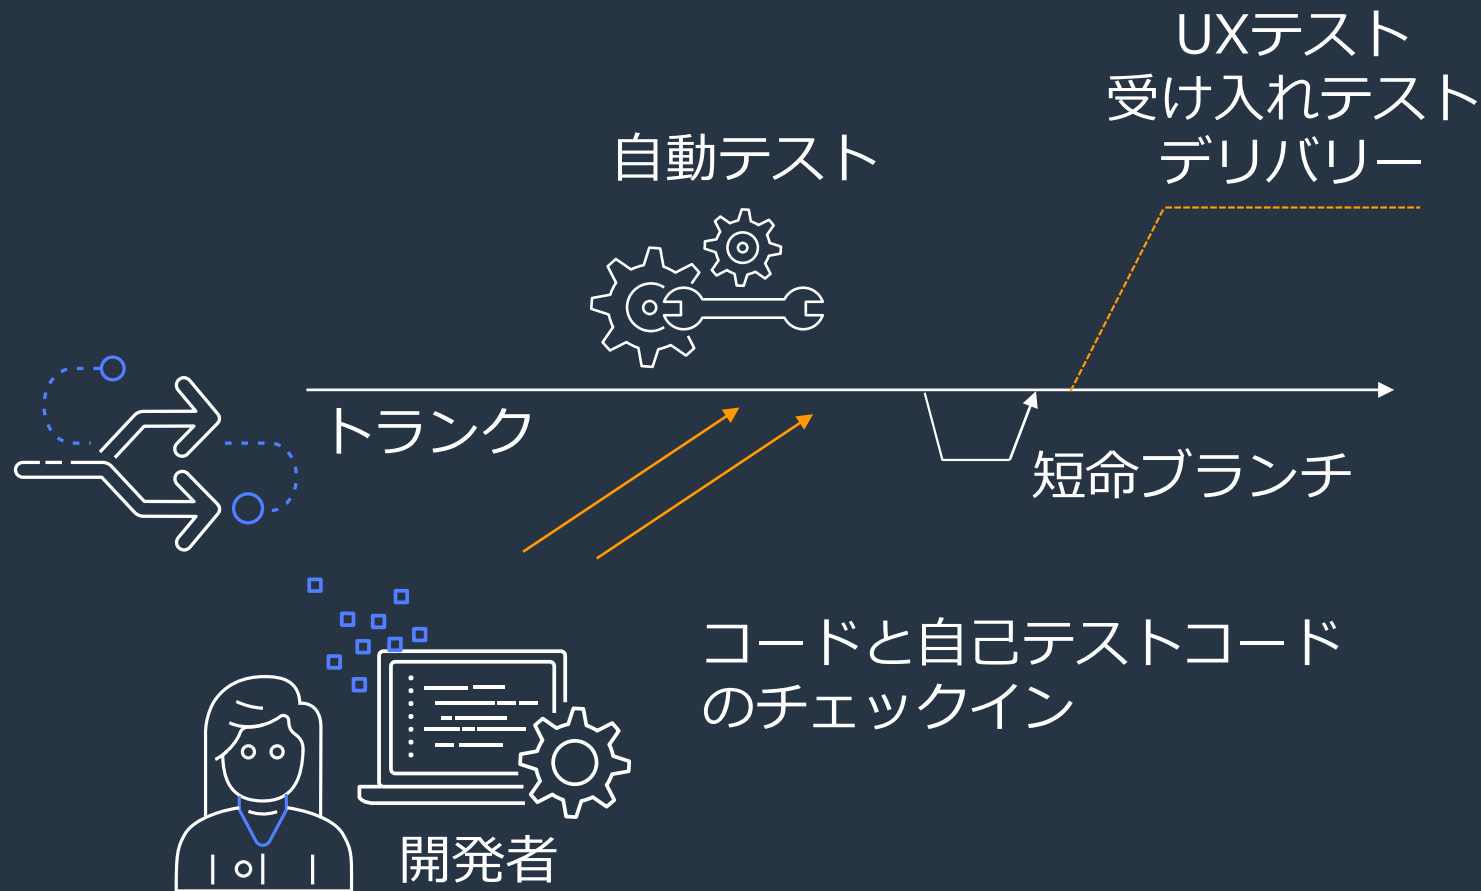 UXテスト
受け入れテスト
デリバリー
自動テスト
トランク
短命ブランチ
コードと自己テストコード
のチェックイン
開発者